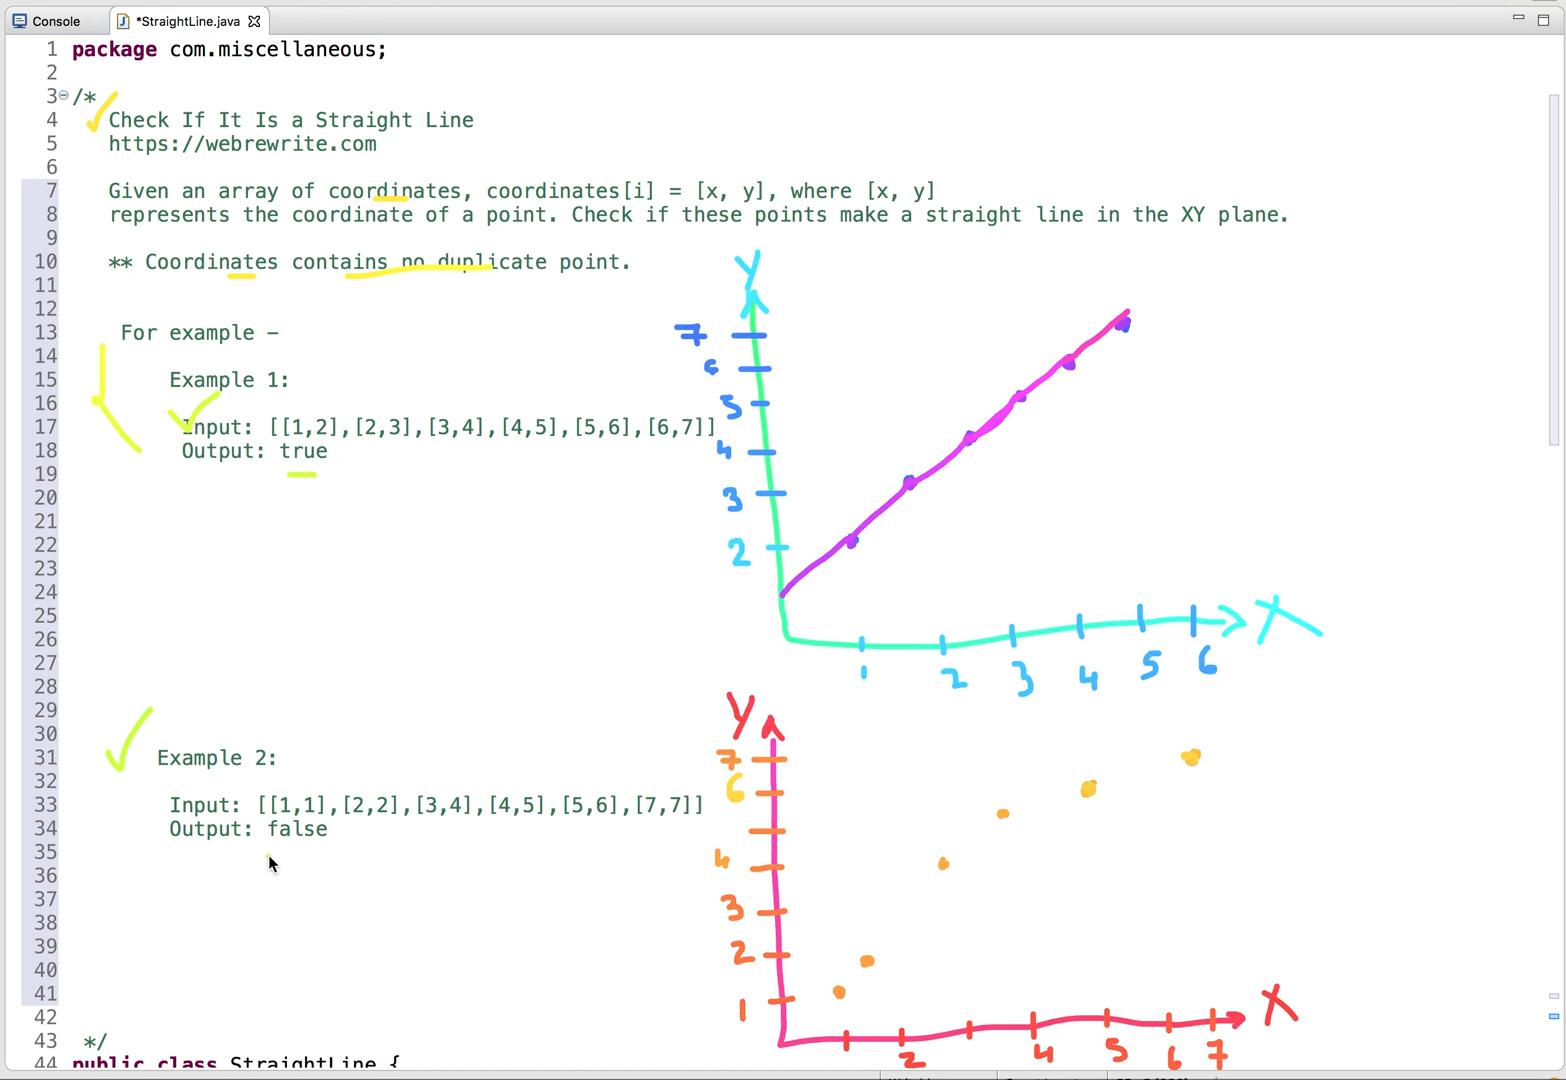 Console
*StraightLine.java
1 package com.miscellaneous;
2
3 /*
4 Check If It Is a Straight Line
5 https://webrewrite.com
6
7 Given an array of coordinates, coordinates[i] = [x, y], where [x, y]
8 represents the coordinate of a point. Check if these points make a straight line in the XY plane.
9
10 ** Coordinates contains no duplicate point.
11
12
13 For example –
14
15 Example 1:
16
17 Input: [[1,2],[2,3],[3,4],[4,5],[5,6],[6,7]]
18 Output: true
19
20
21
22
23
24
25
26
27
28
29
30
31 Example 2:
32
33 Input: [[1,1],[2,2],[3,4],[4,5],[5,6],[7,7]]
34 Output: false
35
36
37
38
39
40
41
42
43 */
44 public class StraightLine {
Y
7
6
5
4
3
2
1 2 3 4 5 6
X
Y
7
6
4
3
2
1
2 4 5 6 7
X